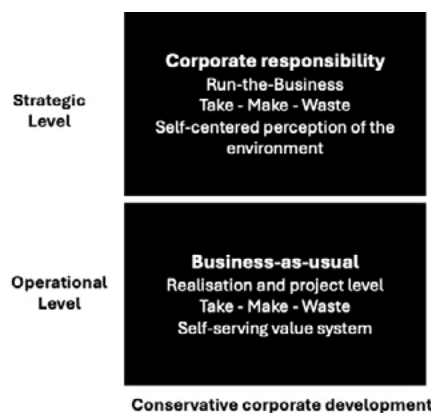 Corporate responsibility
Run-the-Business
Take - Make - Waste
Self-centered perception of the
environment
Strategic
Level
Business-as-usual
Realisation and project level
Take - Make - Waste
Self-serving value system
Operational
Level
Conservative corporate development